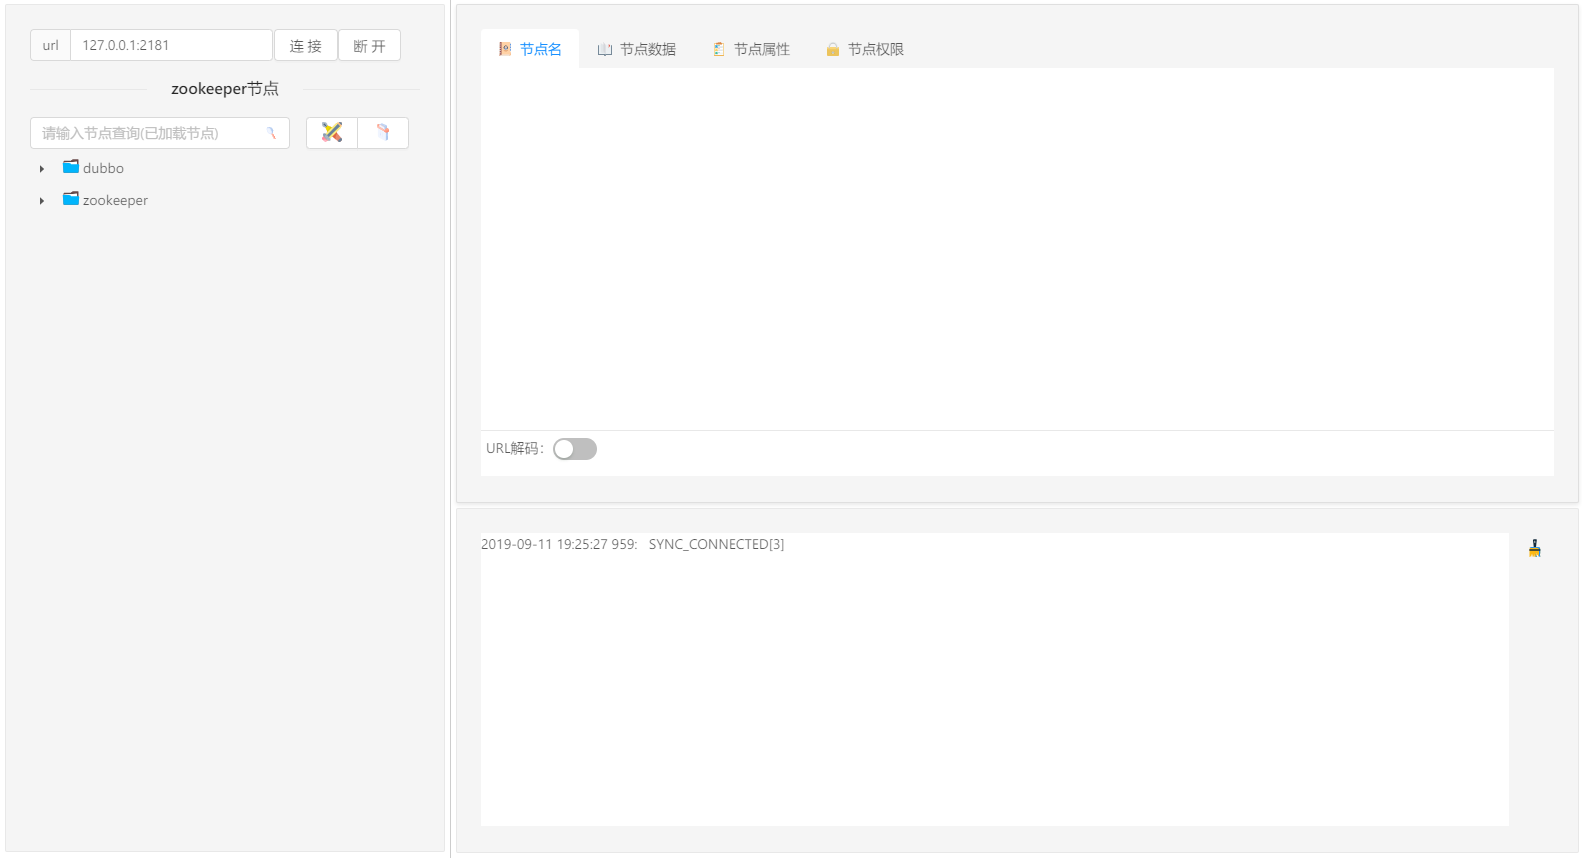 url 127.0.0.1:2181 连 接 断 开
zookeeper节点
请输入节点查询(已加载节点)
dubbo
zookeeper
节点名 节点数据 节点属性 节点权限
URL解码：
2019-09-11 19:25:27 959: SYNC_CONNECTED[3]